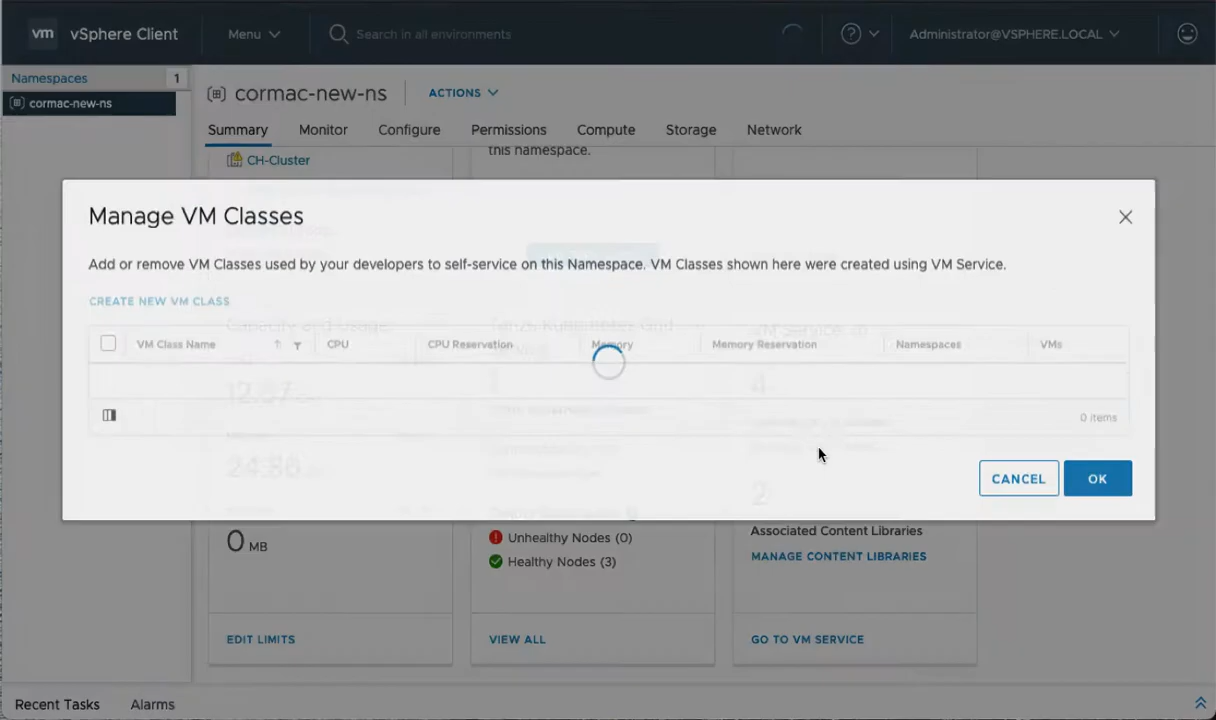 vm vSphere Client Menu Search in all environments Administrator@VSPHERE.LOCAL
Namespaces 1
cormac-new-ns
cormac-new-ns ACTIONS
Summary Monitor Configure Permissions Compute Storage Network
this namespace.
CH-Cluster
Manage VM Classes
Add or remove VM Classes used by your developers to self-service on this Namespace. VM Classes shown here were created using VM Service.
CREATE NEW VM CLASS
VM Class Name CPU CPU Reservation Memory Memory Reservation Namespaces VMs
0 items
CANCEL OK
0 MB
Unhealthy Nodes (0)
Healthy Nodes (3)
Associated Content Libraries
MANAGE CONTENT LIBRARIES
EDIT LIMITS VIEW ALL GO TO VM SERVICE
Recent Tasks Alarms